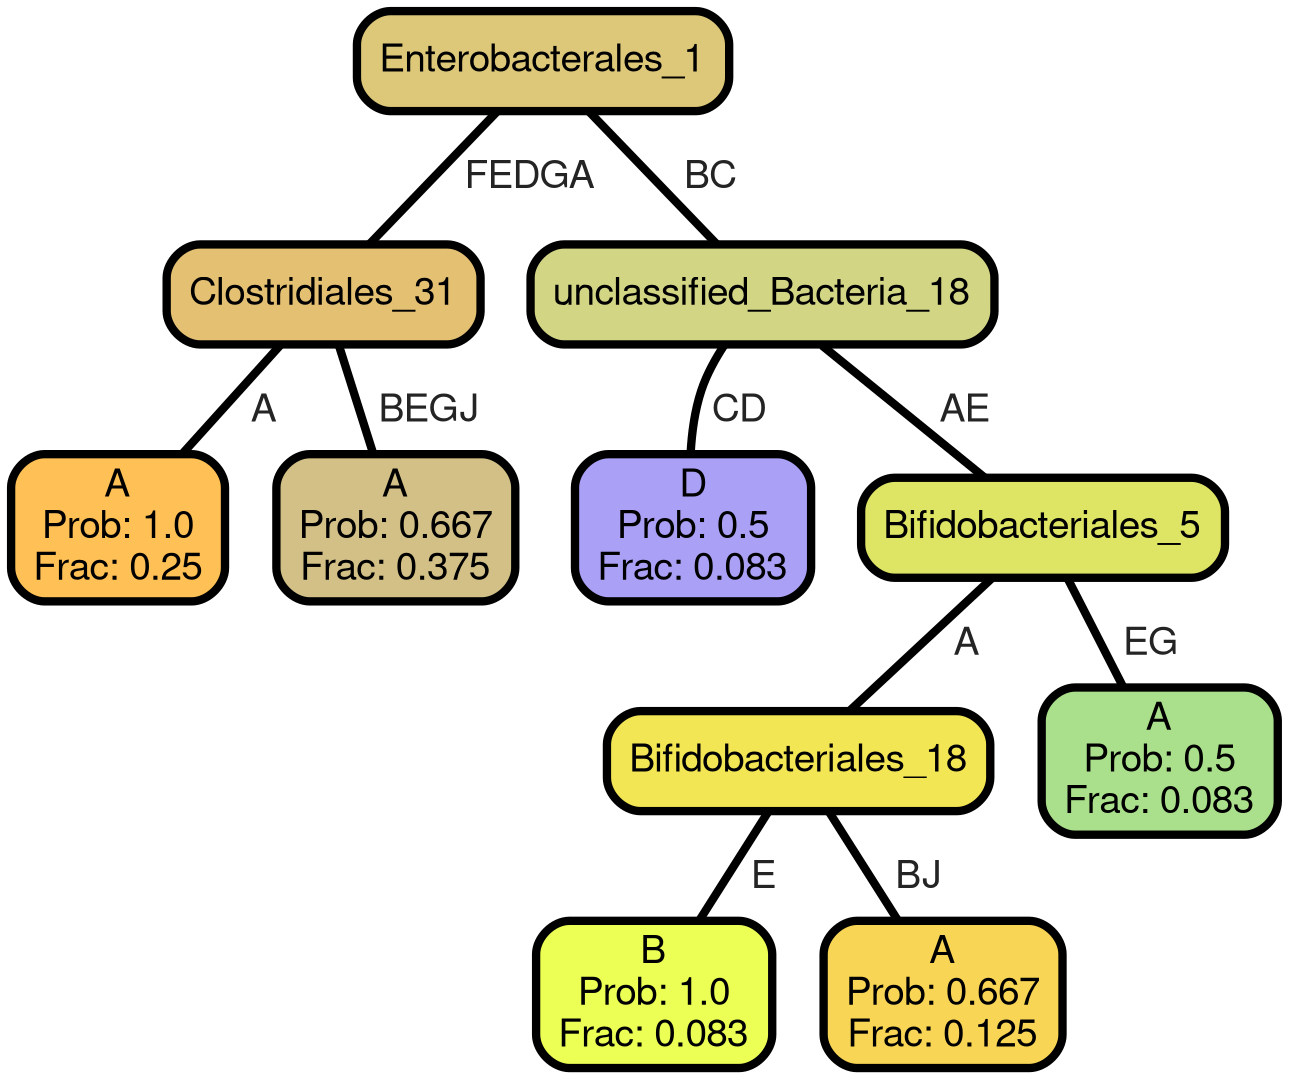 Enterobacterales_1
FEDGA
BC
Clostridiales_31
unclassified_Bacteria_18
A
BEGJ
CD
AE
A
Prob: 1.0
Frac: 0.25
A
Prob: 0.667
Frac: 0.375
D
Prob: 0.5
Frac: 0.083
Bifidobacteriales_5
A
EG
Bifidobacteriales_18
A
Prob: 0.5
Frac: 0.083
E
BJ
B
Prob: 1.0
Frac: 0.083
A
Prob: 0.667
Frac: 0.125